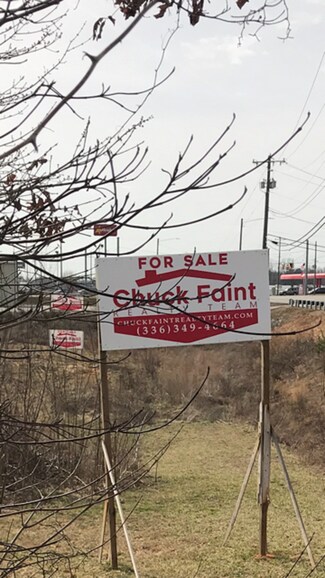 FOR SALE
Chuck Faint
REALTY TEAM
CHUCKFAINTREALTYTEAM.COM
(336)349-4664